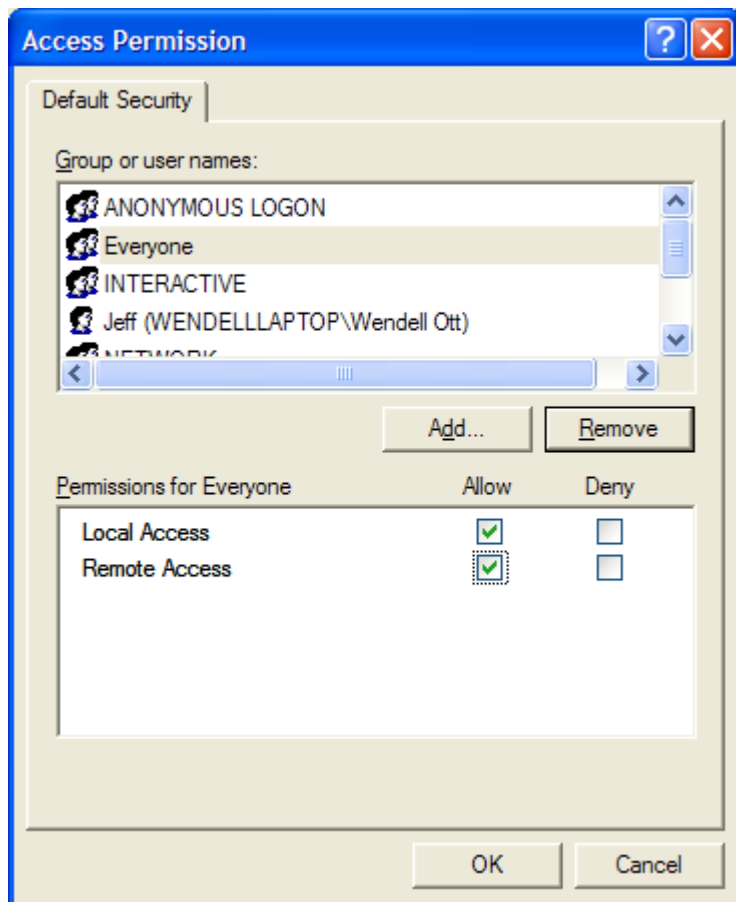 Access Permission
Default Security
Group or user names:
ANONYMOUS LOGON
Everyone
INTERACTIVE
Jeff (WENDELLLAPTOP\Wendell Ott)
NETWORK
Add... Remove
Permissions for Everyone Allow Deny
Local Access
Remote Access
OK Cancel